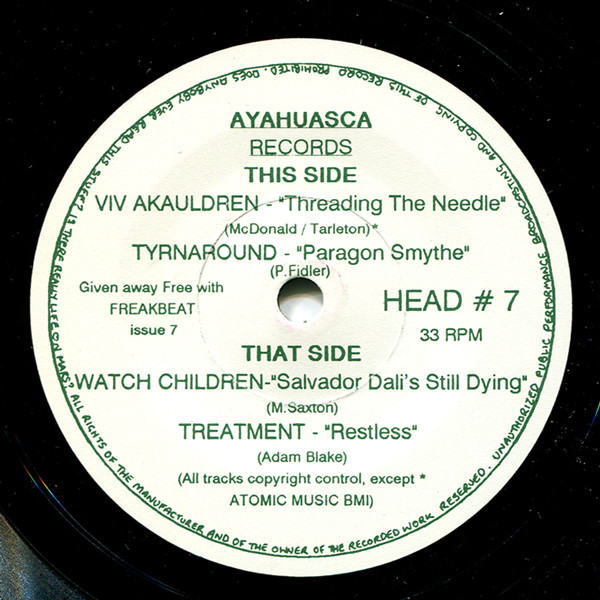 AYAHUASCA
RECORDS
THIS SIDE
VIV AKAULDREN - "Threading The Needle"
(McDonald / Tarleton)*
TYRNAROUND - "Paragon Smythe"
(P.Fidler)
Given away Free with
FREAKBEAT
issue 7
HEAD # 7
33 RPM
THAT SIDE
WATCH CHILDREN-"Salvador Dali's Still Dying"
(M.Saxton)
TREATMENT - "Restless"
(Adam Blake)
(All tracks copyright control, except *
ATOMIC MUSIC BMI)
ALL RIGHTS OF THE MANUFACTURER AND OF THE OWNER OF THE RECORDED WORK RESERVED. UNAUTHORIZED PUBLIC PERFORMANCE BROADCASTING AND COPYING OF THIS RECORD PROHIBITED. DOES ANYBODY EVER READ THIS STUFF? IS THERE REALLY LIFE ON MARS?